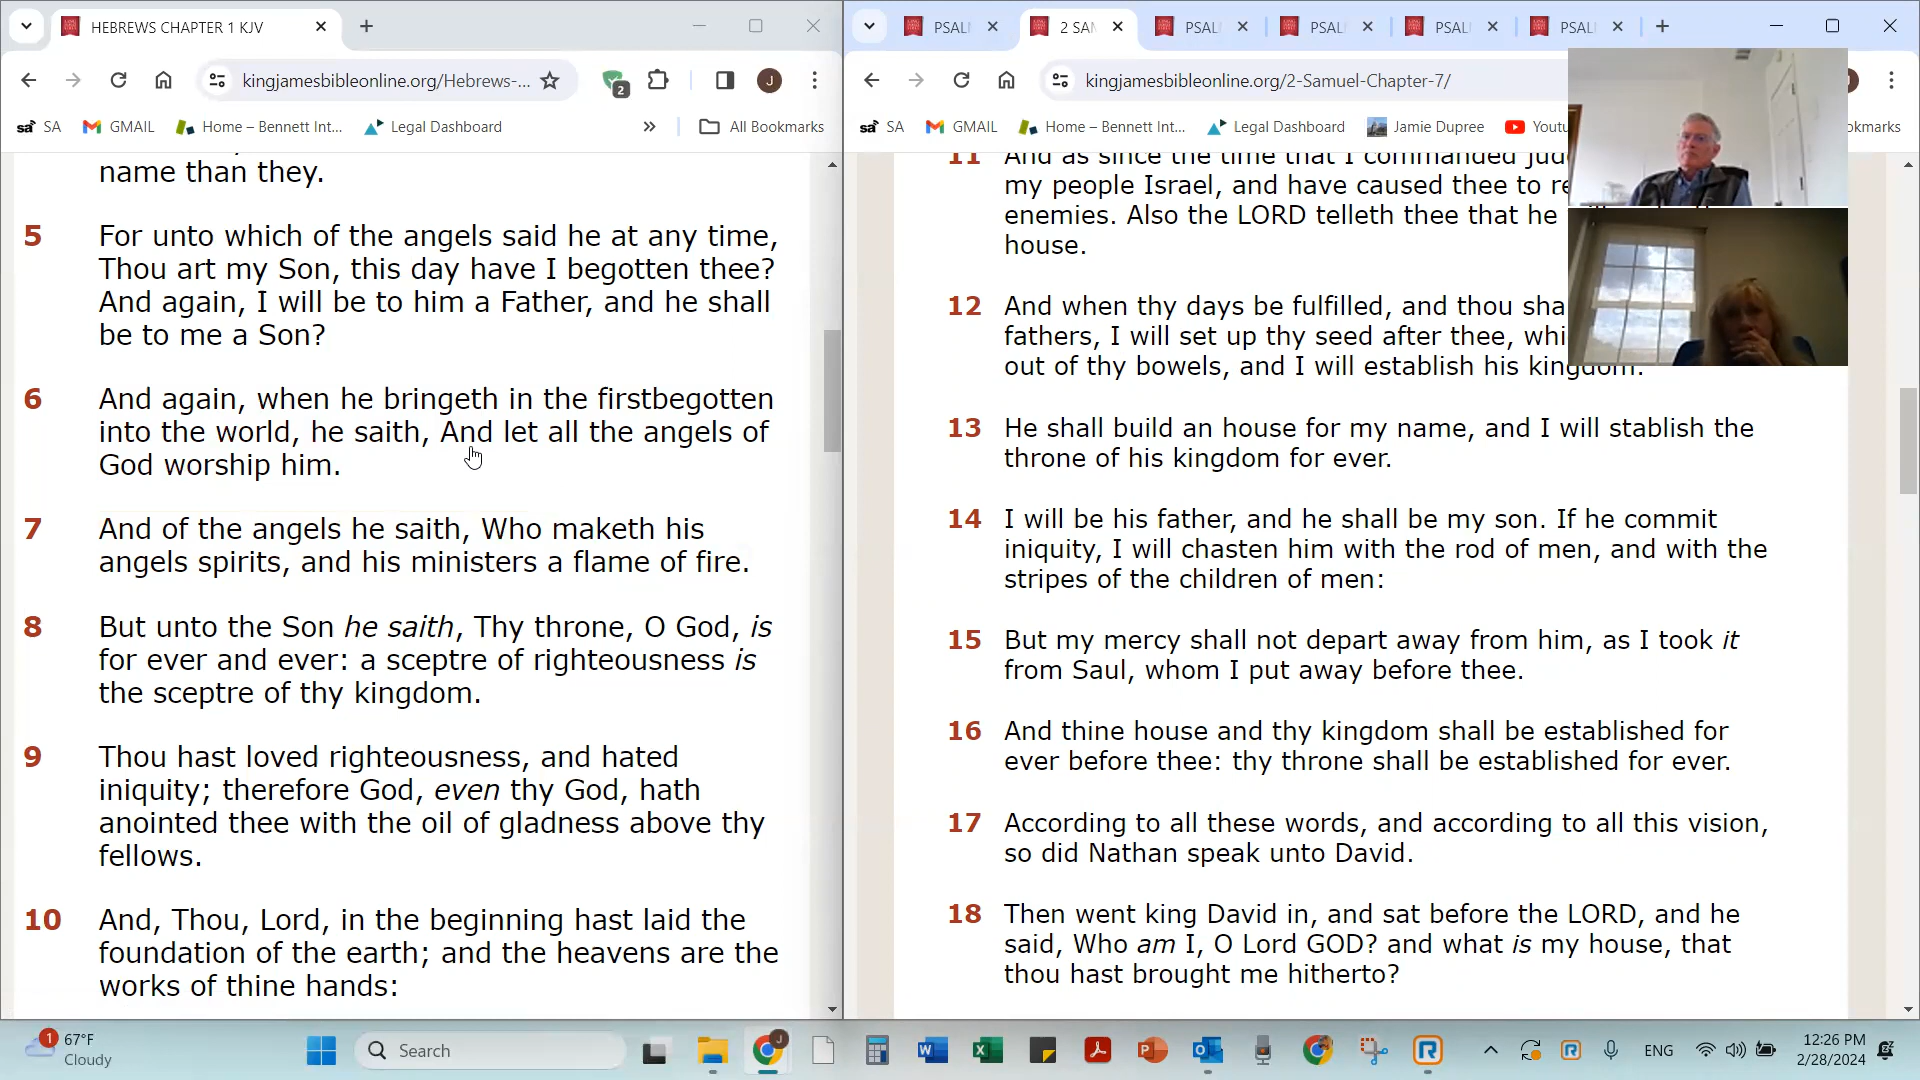 HEBREWS CHAPTER 1 KJV
kingjamesbibleonline.org/Hebrews-...
2
J
SA
GMAIL
Home – Bennett Int...
Legal Dashboard
All Bookmarks
name than they.
5 For unto which of the angels said he at any time,
Thou art my Son, this day have I begotten thee?
And again, I will be to him a Father, and he shall
be to me a Son?
6 And again, when he bringeth in the firstbegotten
into the world, he saith, And let all the angels of
God worship him.
7 And of the angels he saith, Who maketh his
angels spirits, and his ministers a flame of fire.
8 But unto the Son he saith, Thy throne, O God, is
for ever and ever: a sceptre of righteousness is
the sceptre of thy kingdom.
9 Thou hast loved righteousness, and hated
iniquity; therefore God, even thy God, hath
anointed thee with the oil of gladness above thy
fellows.
10 And, Thou, Lord, in the beginning hast laid the
foundation of the earth; and the heavens are the
works of thine hands:
PSAL
2 SAM
PSAL
PSAL
PSAL
PSAL
kingjamesbibleonline.org/2-Samuel-Chapter-7/
SA
GMAIL
Home – Bennett Int...
Legal Dashboard
Jamie Dupree
Youtu
okmarks
11 And as since the time that I commanded jud
my people Israel, and have caused thee to re
enemies. Also the LORD telleth thee that he
house.
12 And when thy days be fulfilled, and thou sha
fathers, I will set up thy seed after thee, whi
out of thy bowels, and I will establish his kingdom.
13 He shall build an house for my name, and I will stablish the
throne of his kingdom for ever.
14 I will be his father, and he shall be my son. If he commit
iniquity, I will chasten him with the rod of men, and with the
stripes of the children of men:
15 But my mercy shall not depart away from him, as I took it
from Saul, whom I put away before thee.
16 And thine house and thy kingdom shall be established for
ever before thee: thy throne shall be established for ever.
17 According to all these words, and according to all this vision,
so did Nathan speak unto David.
18 Then went king David in, and sat before the LORD, and he
said, Who am I, O Lord GOD? and what is my house, that
thou hast brought me hitherto?
1
67°F
Cloudy
Search
ENG
12:26 PM
2/28/2024